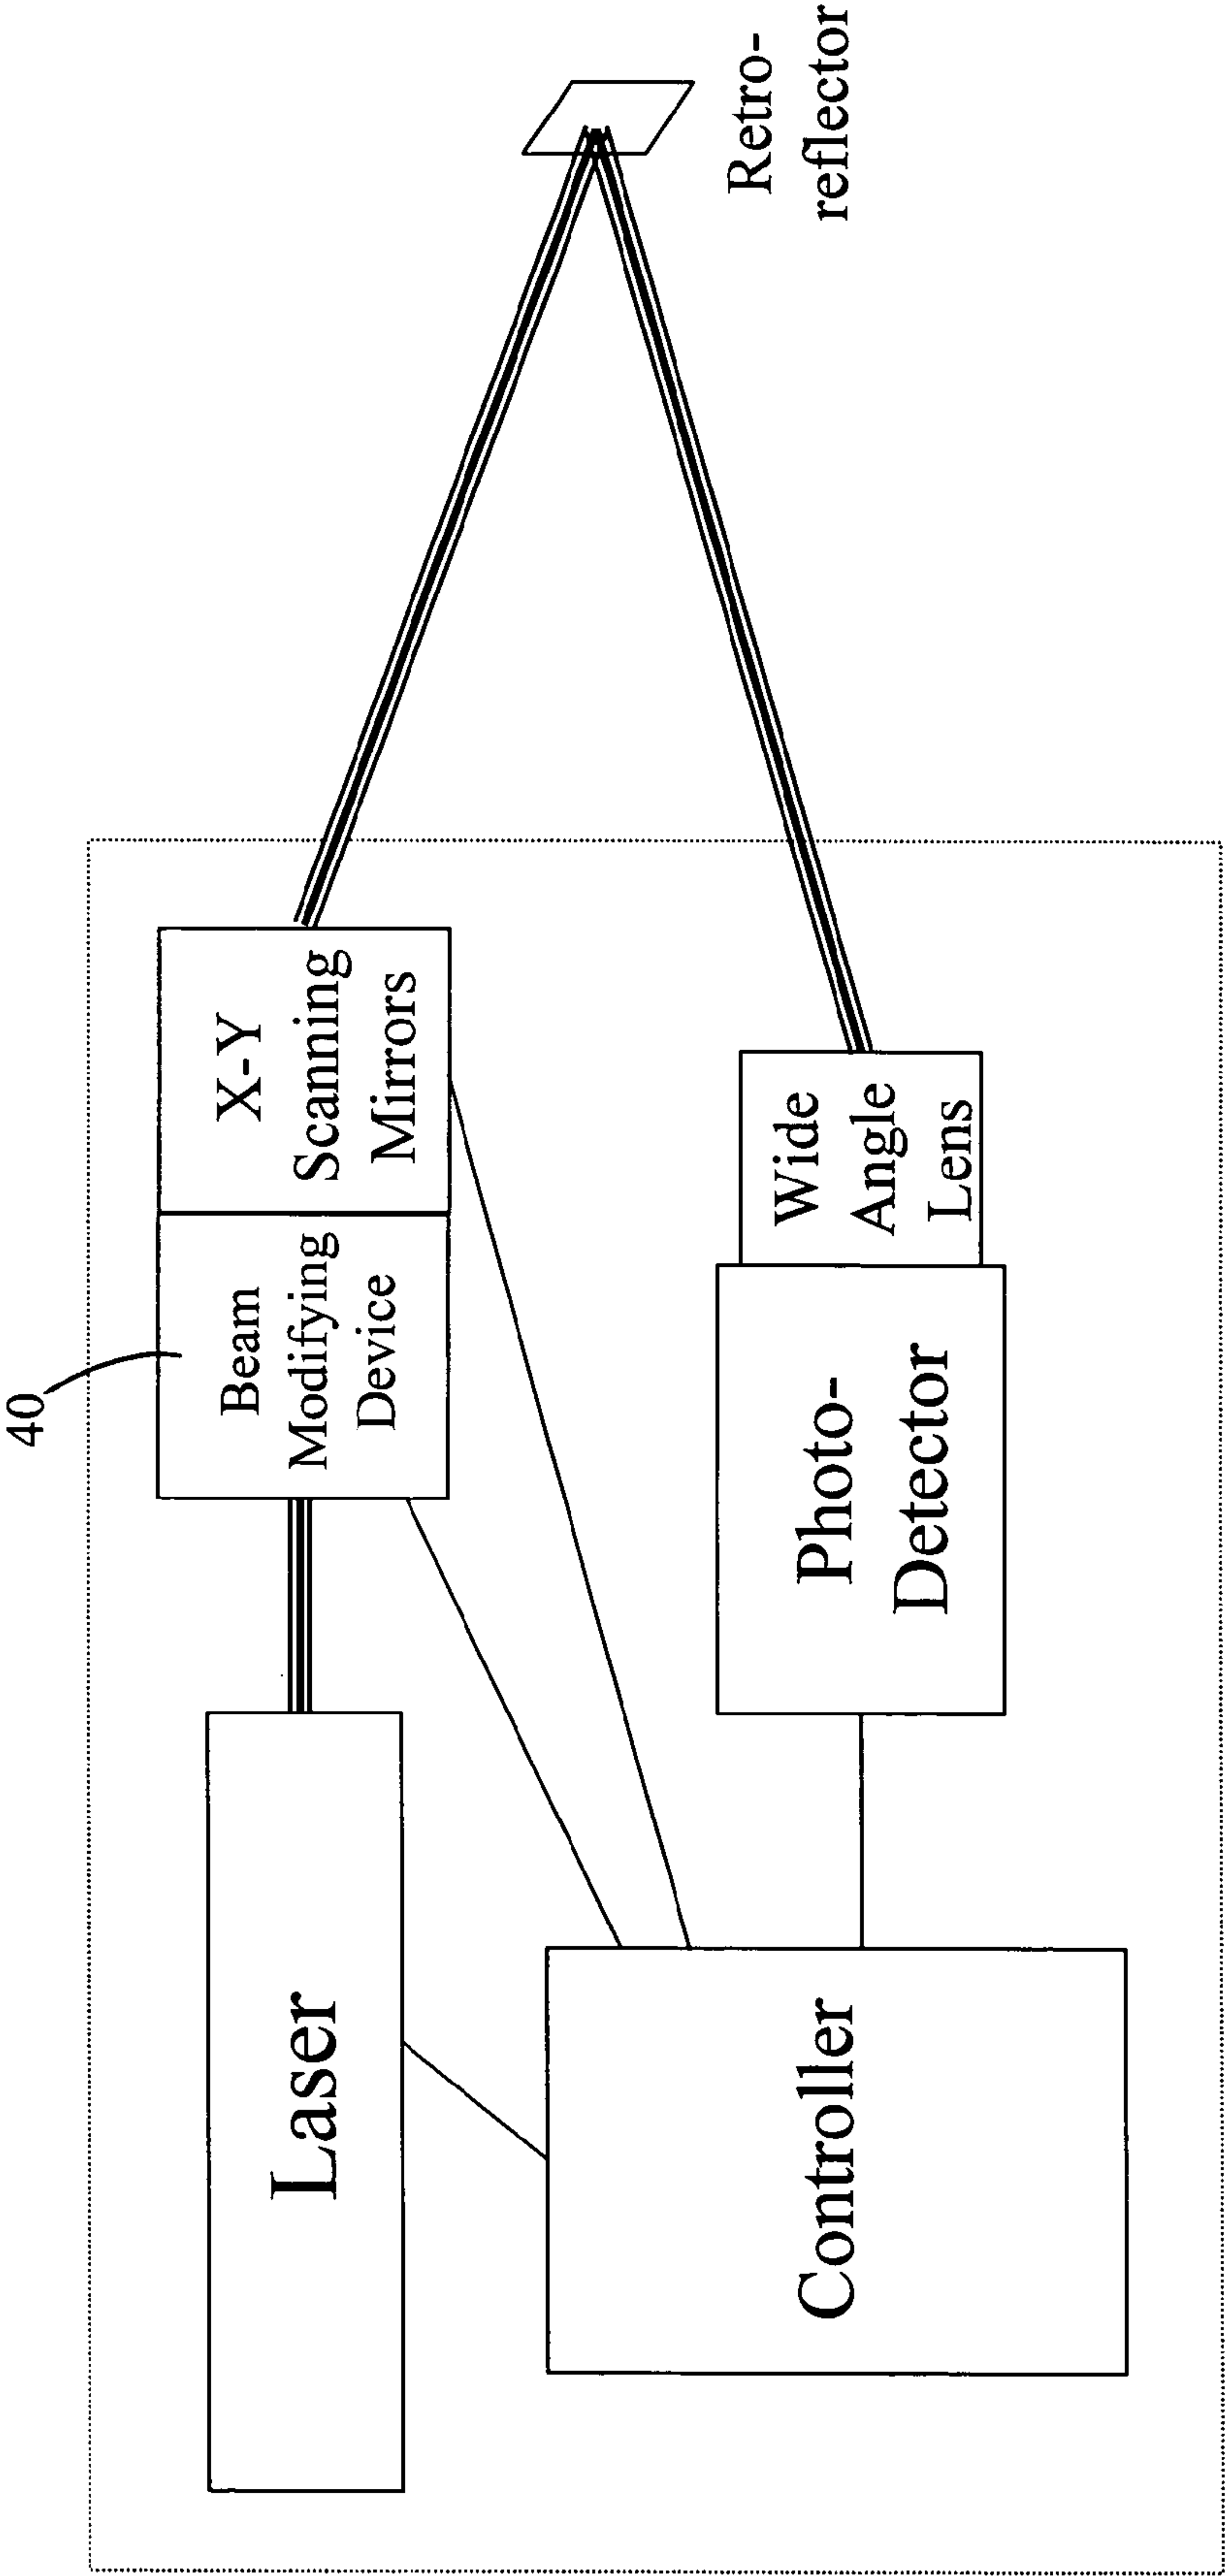 40
Laser
Beam
Modifying
Device
X-Y
Scanning
Mirrors
Retro-
reflector
Controller
Photo-
Detector
Wide
Angle
Lens